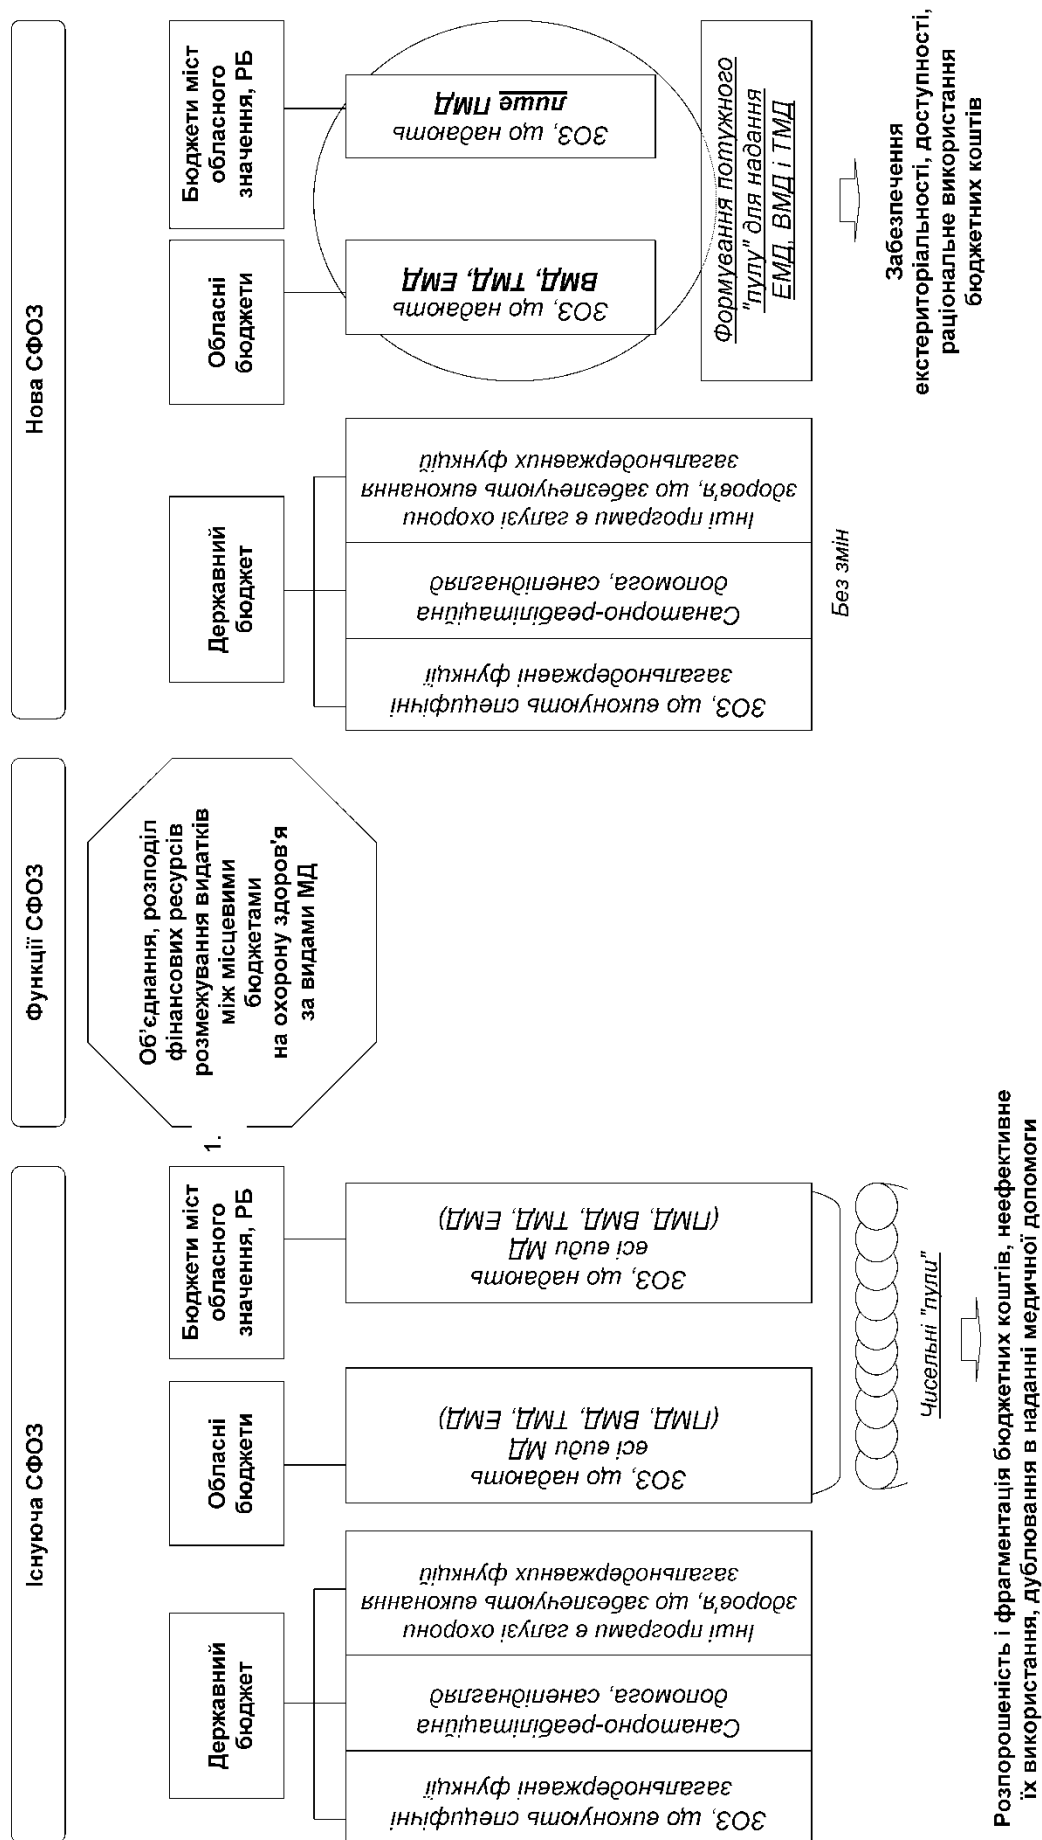 Існуюча СФОЗ
Функції СФОЗ
Нова СФОЗ
Державний
бюджет
Обласні
бюджети
Бюджети міст
обласного
значення, РБ
ЗОЗ, що виконують специфічні
загальнодержавні функції
Санаторно-реабілітаційна
допомога, санепіднагляд
Інші програми в галузі охорони
здоров'я, що забезпечують виконання
загальнодержавних функцій
ЗОЗ, що надають
всі види МД
(ПМД, ВМД, ТМД, ЕМД)
ЗОЗ, що надають
всі види МД
(ПМД, ВМД, ТМД, ЕМД)
Чисельні "пули"
Розпорошеність і фрагментація бюджетних коштів, неефективне
їх використання, дублювання в наданні медичної допомоги
1.
Об'єднання, розподіл
фінансових ресурсів
розмежування видатків
між місцевими
бюджетами
на охорону здоров'я
за видами МД
Державний
бюджет
Обласні
бюджети
Бюджети міст
обласного
значення, РБ
ЗОЗ, що виконують специфічні
загальнодержавні функції
Санаторно-реабілітаційна
допомога, санепіднагляд
Інші програми в галузі охорони
здоров'я, що забезпечують виконання
загальнодержавних функцій
Без змін
ЗОЗ, що надають
ВМД, ТМД, ЕМД
ЗОЗ, що надають
лише ПМД
Формування потужного
"пулу" для надання
ЕМД, ВМД і ТМД
Забезпечення
екстериторіальності, доступності,
раціональне використання
бюджетних коштів